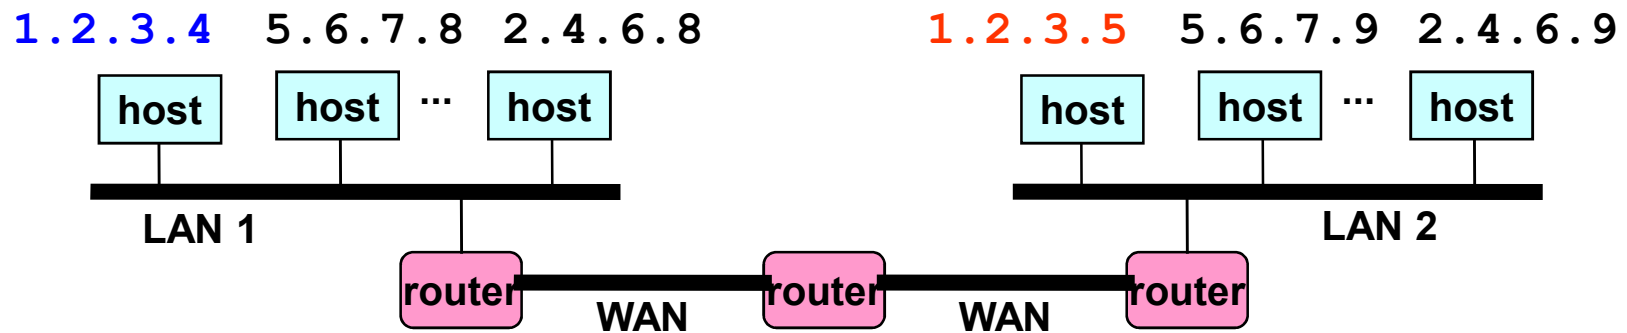 1.2.3.4 5.6.7.8 2.4.6.8 1.2.3.5 5.6.7.9 2.4.6.9
host host ... host host host ... host
LAN 1 LAN 2
router router router
WAN WAN